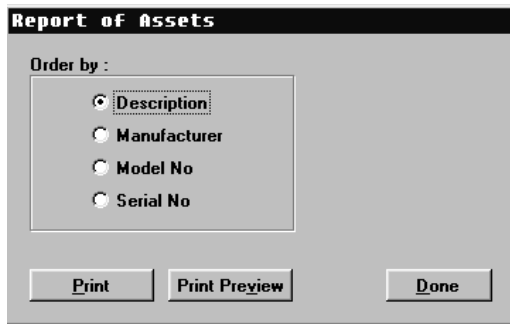 Report of Assets
Order by :
Description
Manufacturer
Model No
Serial No
Print Print Preview Done